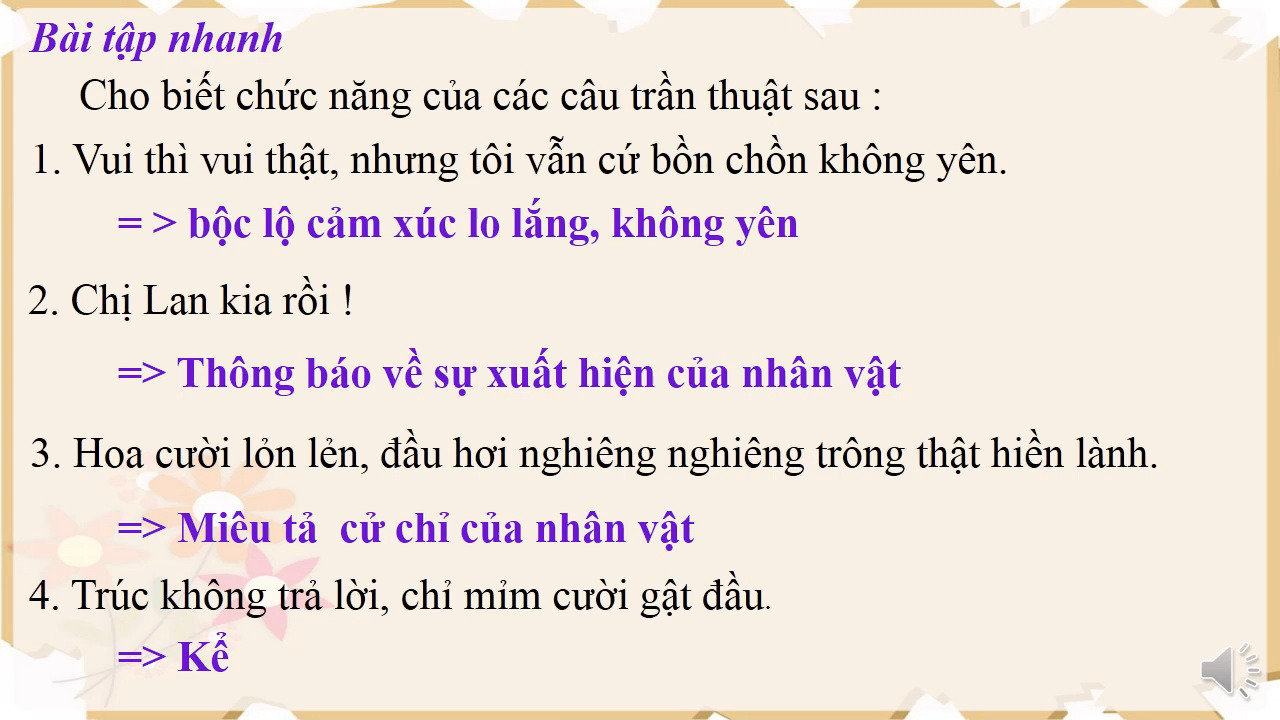 Bài tập nhanh
Cho biết chức năng của các câu trần thuật sau :
1. Vui thì vui thật, nhưng tôi vẫn cứ bồn chồn không yên.
= > bộc lộ cảm xúc lo lắng, không yên
2. Chị Lan kia rồi !
=> Thông báo về sự xuất hiện của nhân vật
3. Hoa cười lỏn lẻn, đầu hơi nghiêng nghiêng trông thật hiền lành.
=> Miêu tả  cử chỉ của nhân vật
4. Trúc không trả lời, chỉ mỉm cười gật đầu.
=> Kể